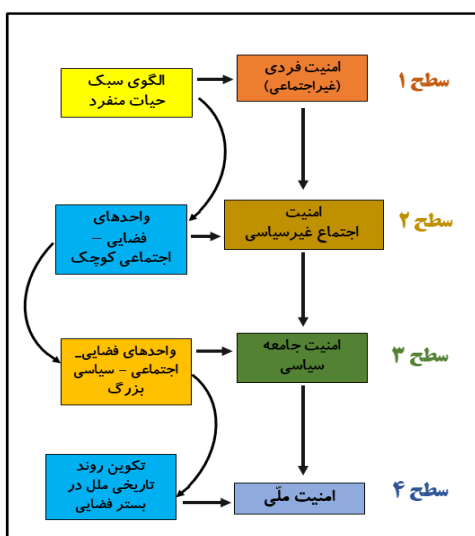 سطح ۱
امنیت فردی
(غیراجتماعی)
الگوی سبک
حیات منفرد
سطح ۲
امنیت
اجتماع غیرسیاسی
واحدهای
فضایی –
اجتماعی کوچک
سطح ۳
امنیت جامعه
سیاسی
واحدهای فضایی–
اجتماعی – سیاسی
بزرگ
سطح ۴
امنیت ملّی
تکوین روند
تاریخی ملل در
بستر فضایی